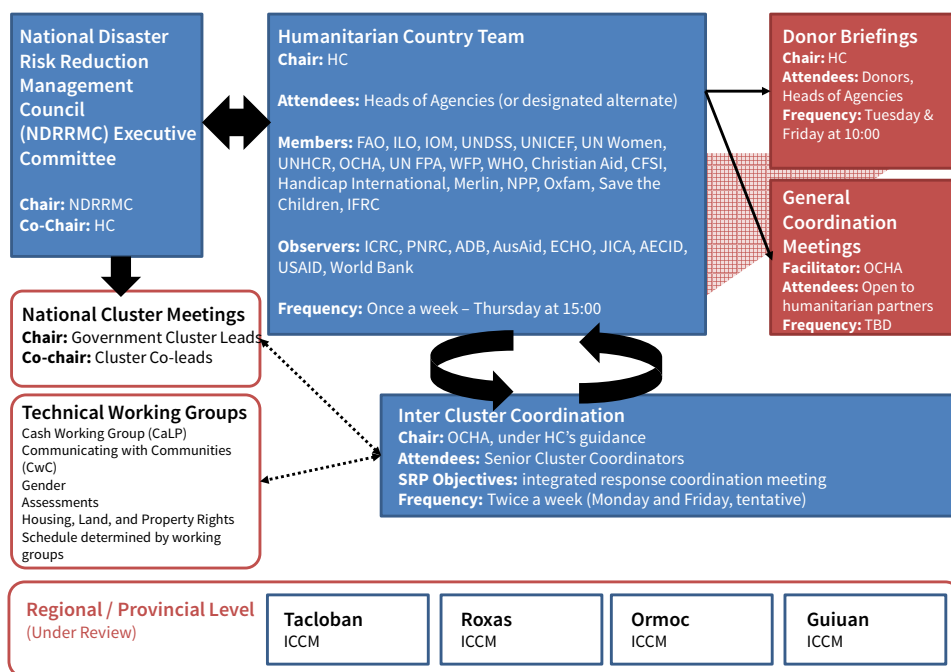 National Disaster
Risk Reduction
Management
Council
(NDRRMC) Executive
Committee
Chair: NDRRMC
Co-Chair: HC
Humanitarian Country Team
Chair: HC
Attendees: Heads of Agencies (or designated alternate)
Members: FAO, ILO, IOM, UNDSS, UNICEF, UN Women,
UNHCR, OCHA, UN FPA, WFP, WHO, Christian Aid, CFSI,
Handicap International, Merlin, NPP, Oxfam, Save the
Children, IFRC
Observers: ICRC, PNRC, ADB, AusAid, ECHO, JICA, AECID,
USAID, World Bank
Frequency: Once a week – Thursday at 15:00
Donor Briefings
Chair: HC
Attendees: Donors,
Heads of Agencies
Frequency: Tuesday &
Friday at 10:00
General
Coordination
Meetings
Facilitator: OCHA
Attendees: Open to
humanitarian partners
Frequency: TBD
National Cluster Meetings
Chair: Government Cluster Leads
Co-chair: Cluster Co-leads
Technical Working Groups
Cash Working Group (CaLP)
Communicating with Communities
(CwC)
Gender
Assessments
Housing, Land, and Property Rights
Schedule determined by working
groups
Inter Cluster Coordination
Chair: OCHA, under HC's guidance
Attendees: Senior Cluster Coordinators
SRP Objectives: integrated response coordination meeting
Frequency: Twice a week (Monday and Friday, tentative)
Regional / Provincial Level
(Under Review)
Tacloban
ICCM
Roxas
ICCM
Ormoc
ICCM
Guiuan
ICCM